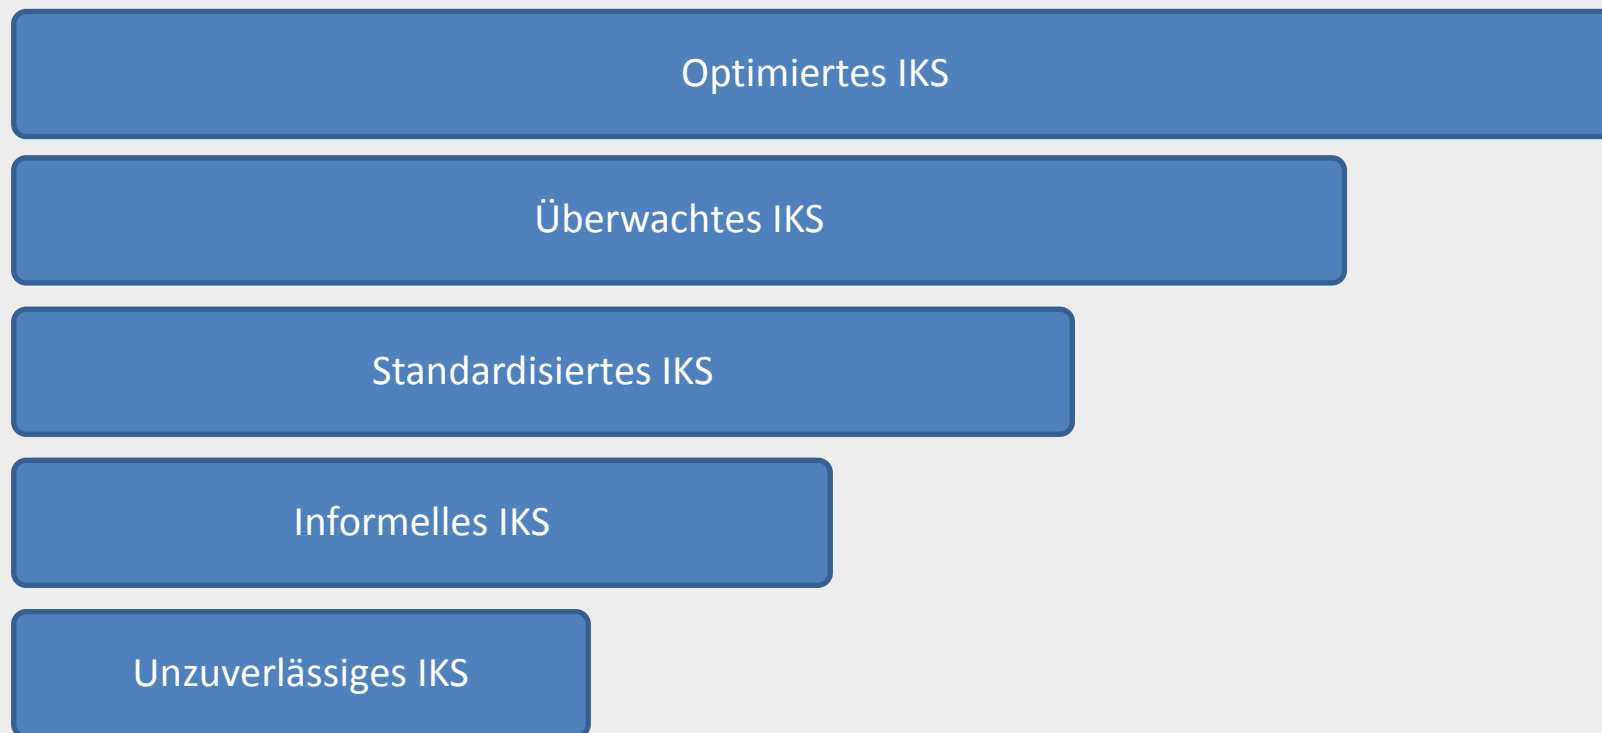 Optimiertes IKS
Überwachtes IKS
Standardisiertes IKS
Informelles IKS
Unzuverlässiges IKS